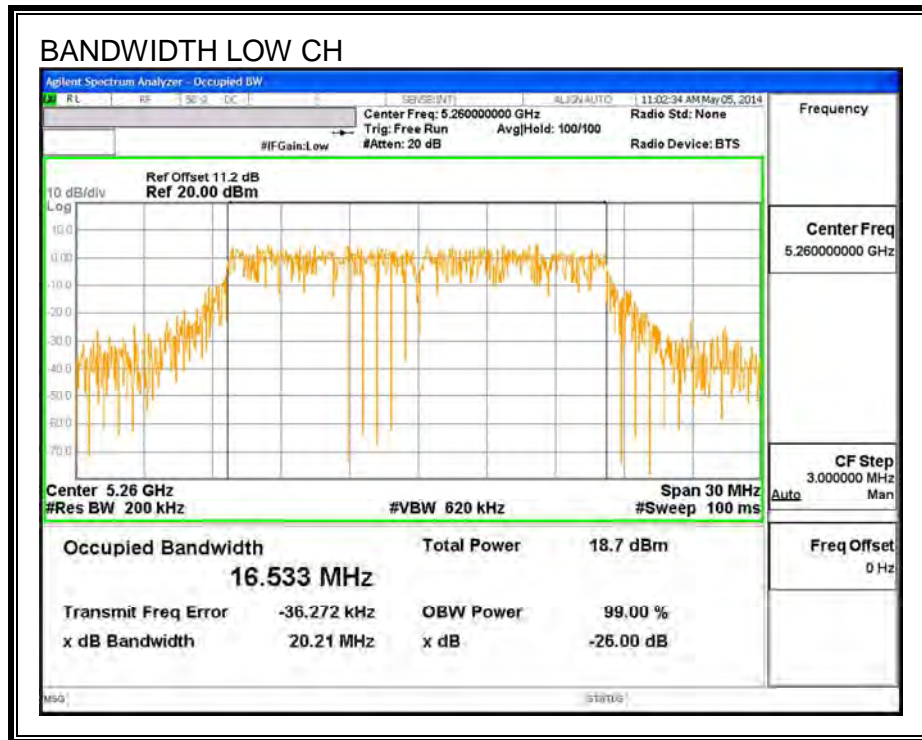 BANDWIDTH LOW CH
Agilent Spectrum Analyzer - Occupied BW
RL RF 50 Ω DC SENSE:INT ALIGN AUTO 11:02:34 AM May 05, 2014
Center Freq: 5.260000000 GHz Radio Std: None
Trig: Free Run Avg|Hold: 100/100
#IFGain:Low #Atten: 20 dB Radio Device: BTS
Frequency
Ref Offset 11.2 dB
10 dB/div Ref 20.00 dBm
Log
10.0
0.00
-10.0
-20.0
-30.0
-40.0
-50.0
-60.0
-70.0
Center Freq
5.260000000 GHz
CF Step
3.000000 MHz
Auto Man
Center 5.26 GHz Span 30 MHz
#Res BW 200 kHz #VBW 620 kHz #Sweep 100 ms
Freq Offset
0 Hz
Occupied Bandwidth Total Power 18.7 dBm
16.533 MHz
Transmit Freq Error -36.272 kHz OBW Power 99.00 %
x dB Bandwidth 20.21 MHz x dB -26.00 dB
MSG STATUS